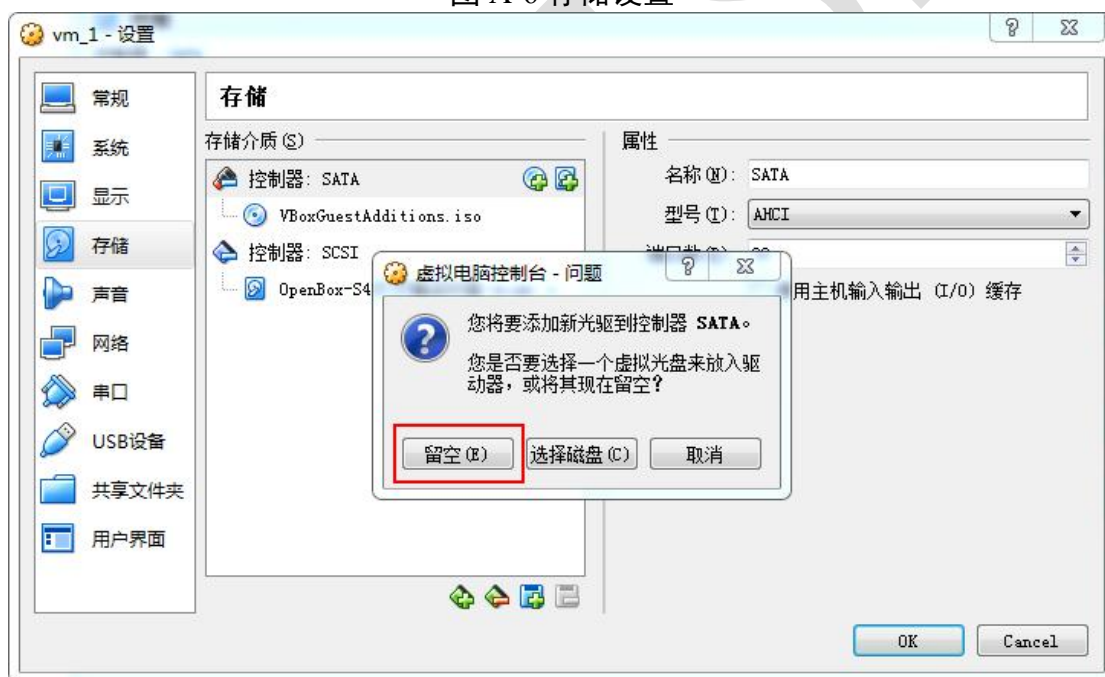 vm_1 - 设置
常规
系统
显示
存储
声音
网络
串口
USB设备
共享文件夹
用户界面
存储
存储介质(S)
控制器: SATA
VBoxGuestAdditions.iso
控制器: SCSI
OpenBox-S4
属性
名称(N): SATA
型号(T): AHCI
用主机输入输出 (I/O) 缓存
虚拟电脑控制台 - 问题
您将要添加新光驱到控制器 SATA。
您是否要选择一个虚拟光盘来放入驱
动器，或将其现在留空?
留空(E)
选择磁盘(C)
取消
OK
Cancel